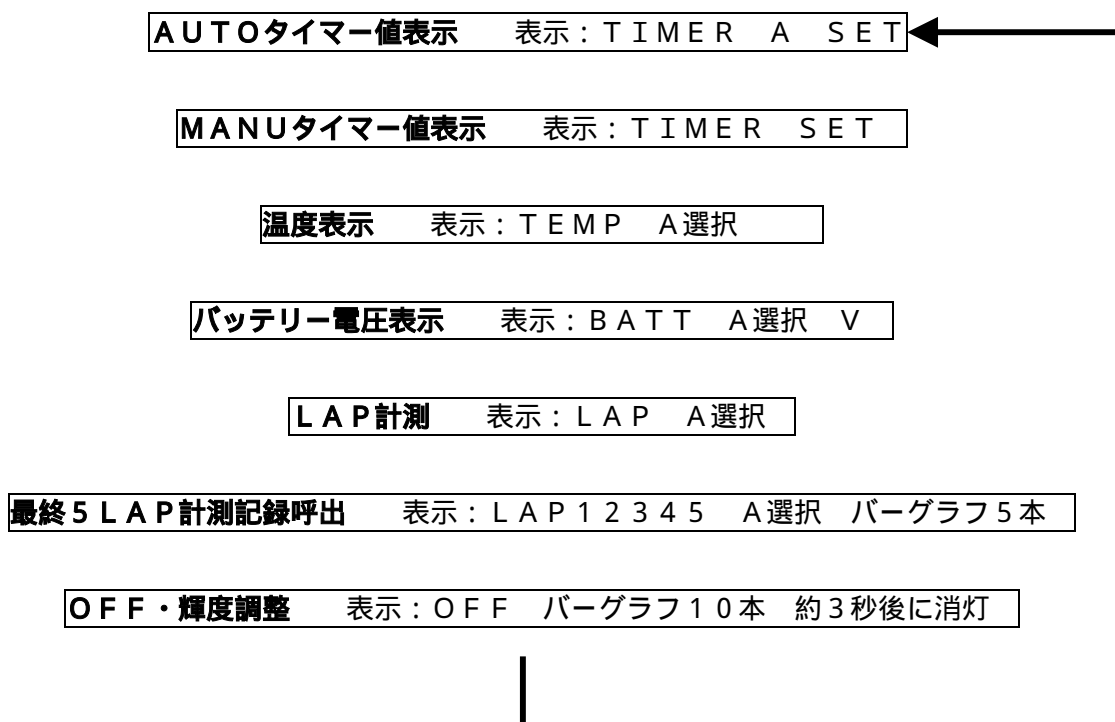 ＡＵＴＯタイマー値表示　表示：ＴＩＭＥＲ　Ａ　ＳＥＴ
ＭＡＮＵタイマー値表示　表示：ＴＩＭＥＲ　ＳＥＴ
温度表示　表示：ＴＥＭＰ　Ａ選択
バッテリー電圧表示　表示：ＢＡＴＴ　Ａ選択　Ｖ
ＬＡＰ計測　表示：ＬＡＰ　Ａ選択
最終５ＬＡＰ計測記録呼出　表示：ＬＡＰ１２３４５　Ａ選択　バーグラフ５本
ＯＦＦ・輝度調整　表示：ＯＦＦ　バーグラフ１０本　約３秒後に消灯